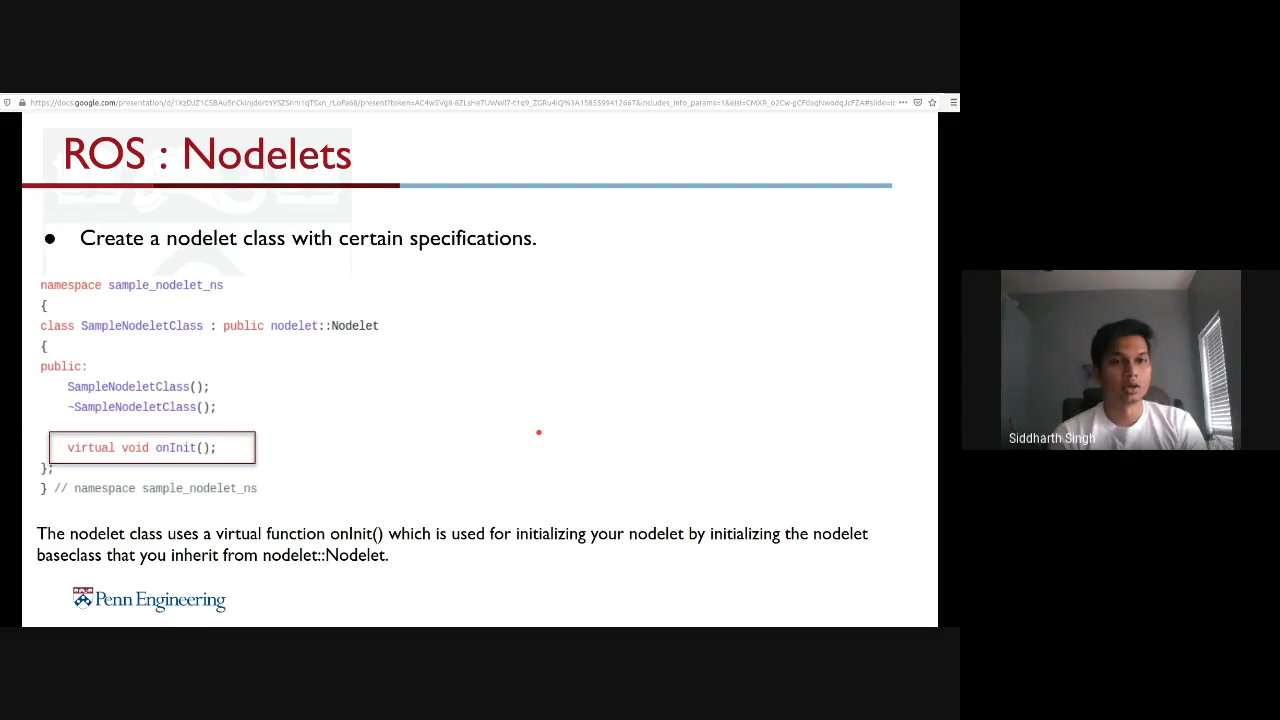 ROS : Nodelets
● Create a nodelet class with certain specifications.
namespace sample_nodelet_ns
{
class SampleNodeletClass : public nodelet::Nodelet
{
public:
SampleNodeletClass();
~SampleNodeletClass();
virtual void onInit();
};
} // namespace sample_nodelet_ns
The nodelet class uses a virtual function onInit() which is used for initializing your nodelet by initializing the nodelet
baseclass that you inherit from nodelet::Nodelet.
Penn Engineering
Siddharth Singh